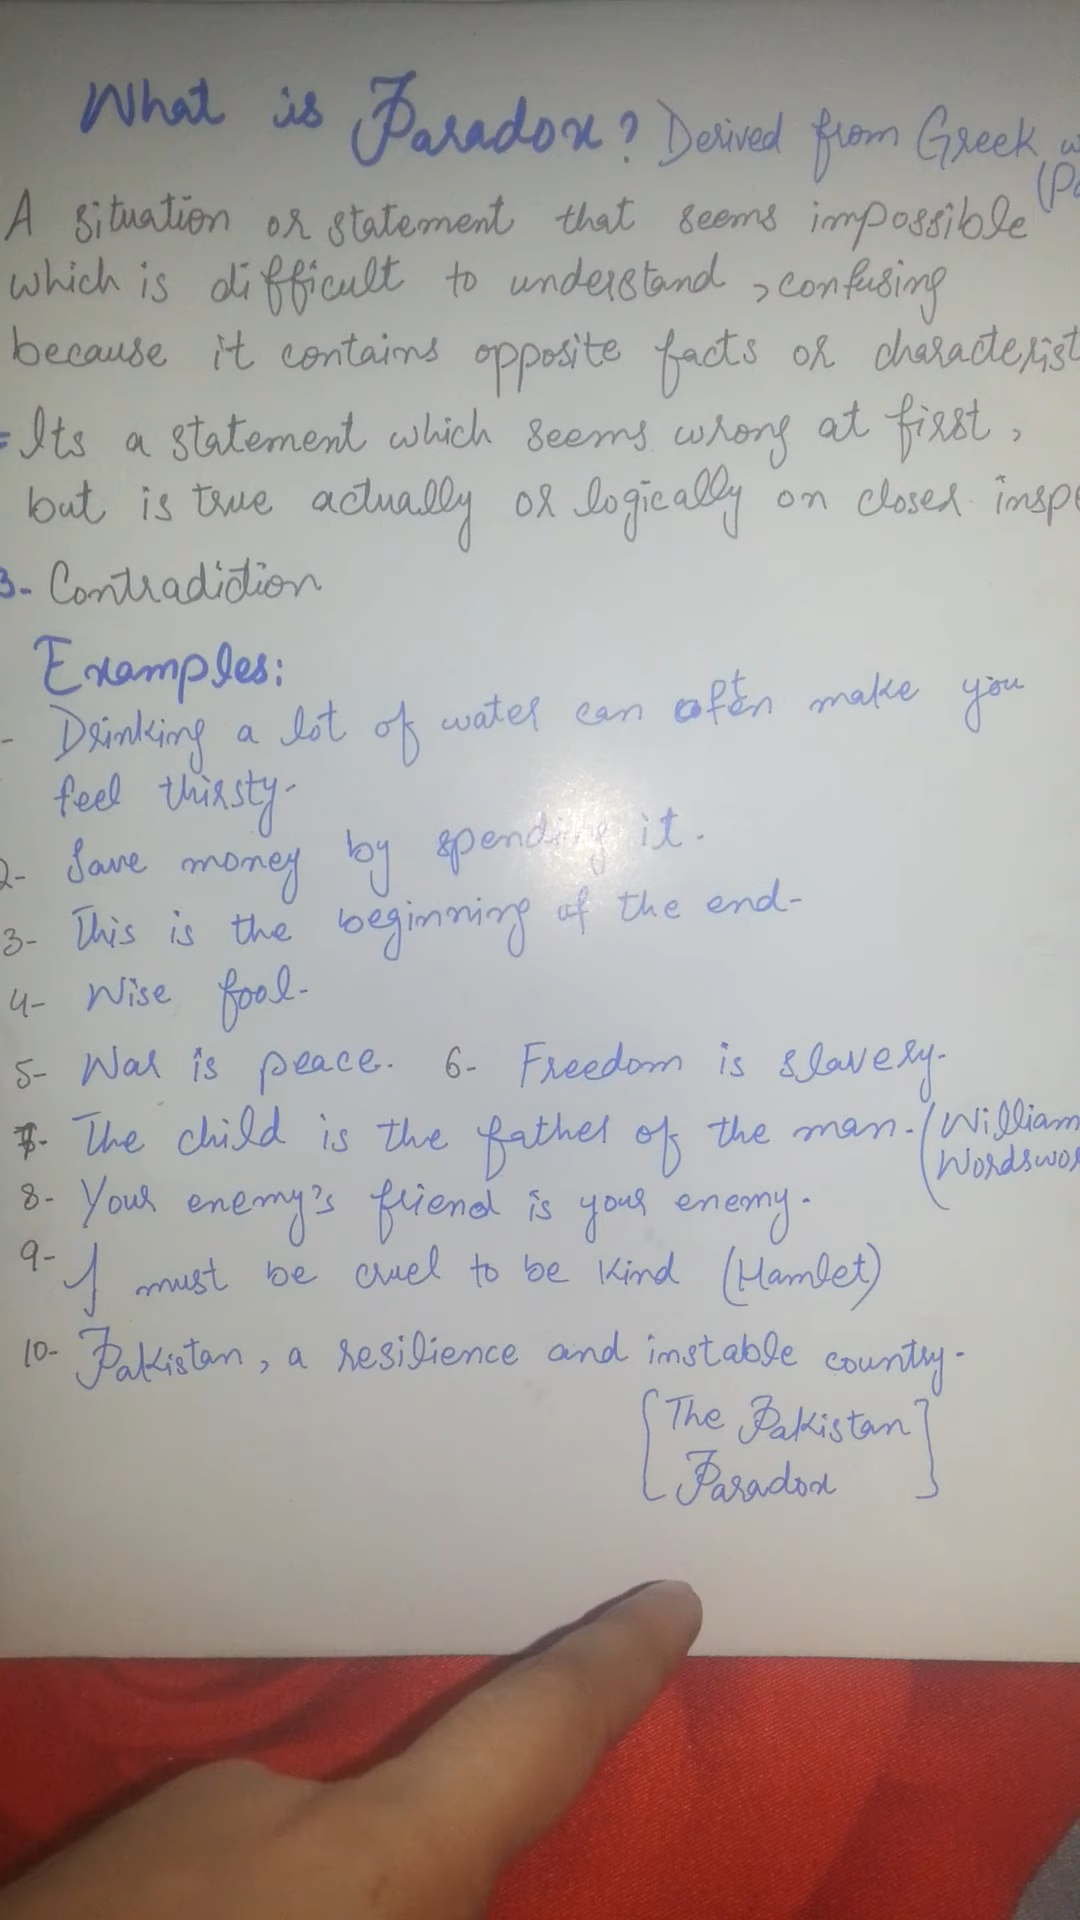 What is Paradox? Derived from Greek
A situation or statement that seems impossible
which is difficult to understand, confusing
because it contains opposite facts or characterist
= Its a statement which seems wrong at first,
but is true actually or logically on closer inspe
3- Contradiction
Examples:
- Drinking a lot of water can often make you
feel thirsty-
2- Save money by spending it.
3- This is the beginning of the end-
4- Wise fool-
5- War is peace. 6- Freedom is slavery-
7- The child is the father of the man- (William
Wordswor
8- Your enemy's friend is your enemy.
9- I must be cruel to be kind (Hamlet)
10- Pakistan, a resilience and instable country-
[The Pakistan
Paradox]